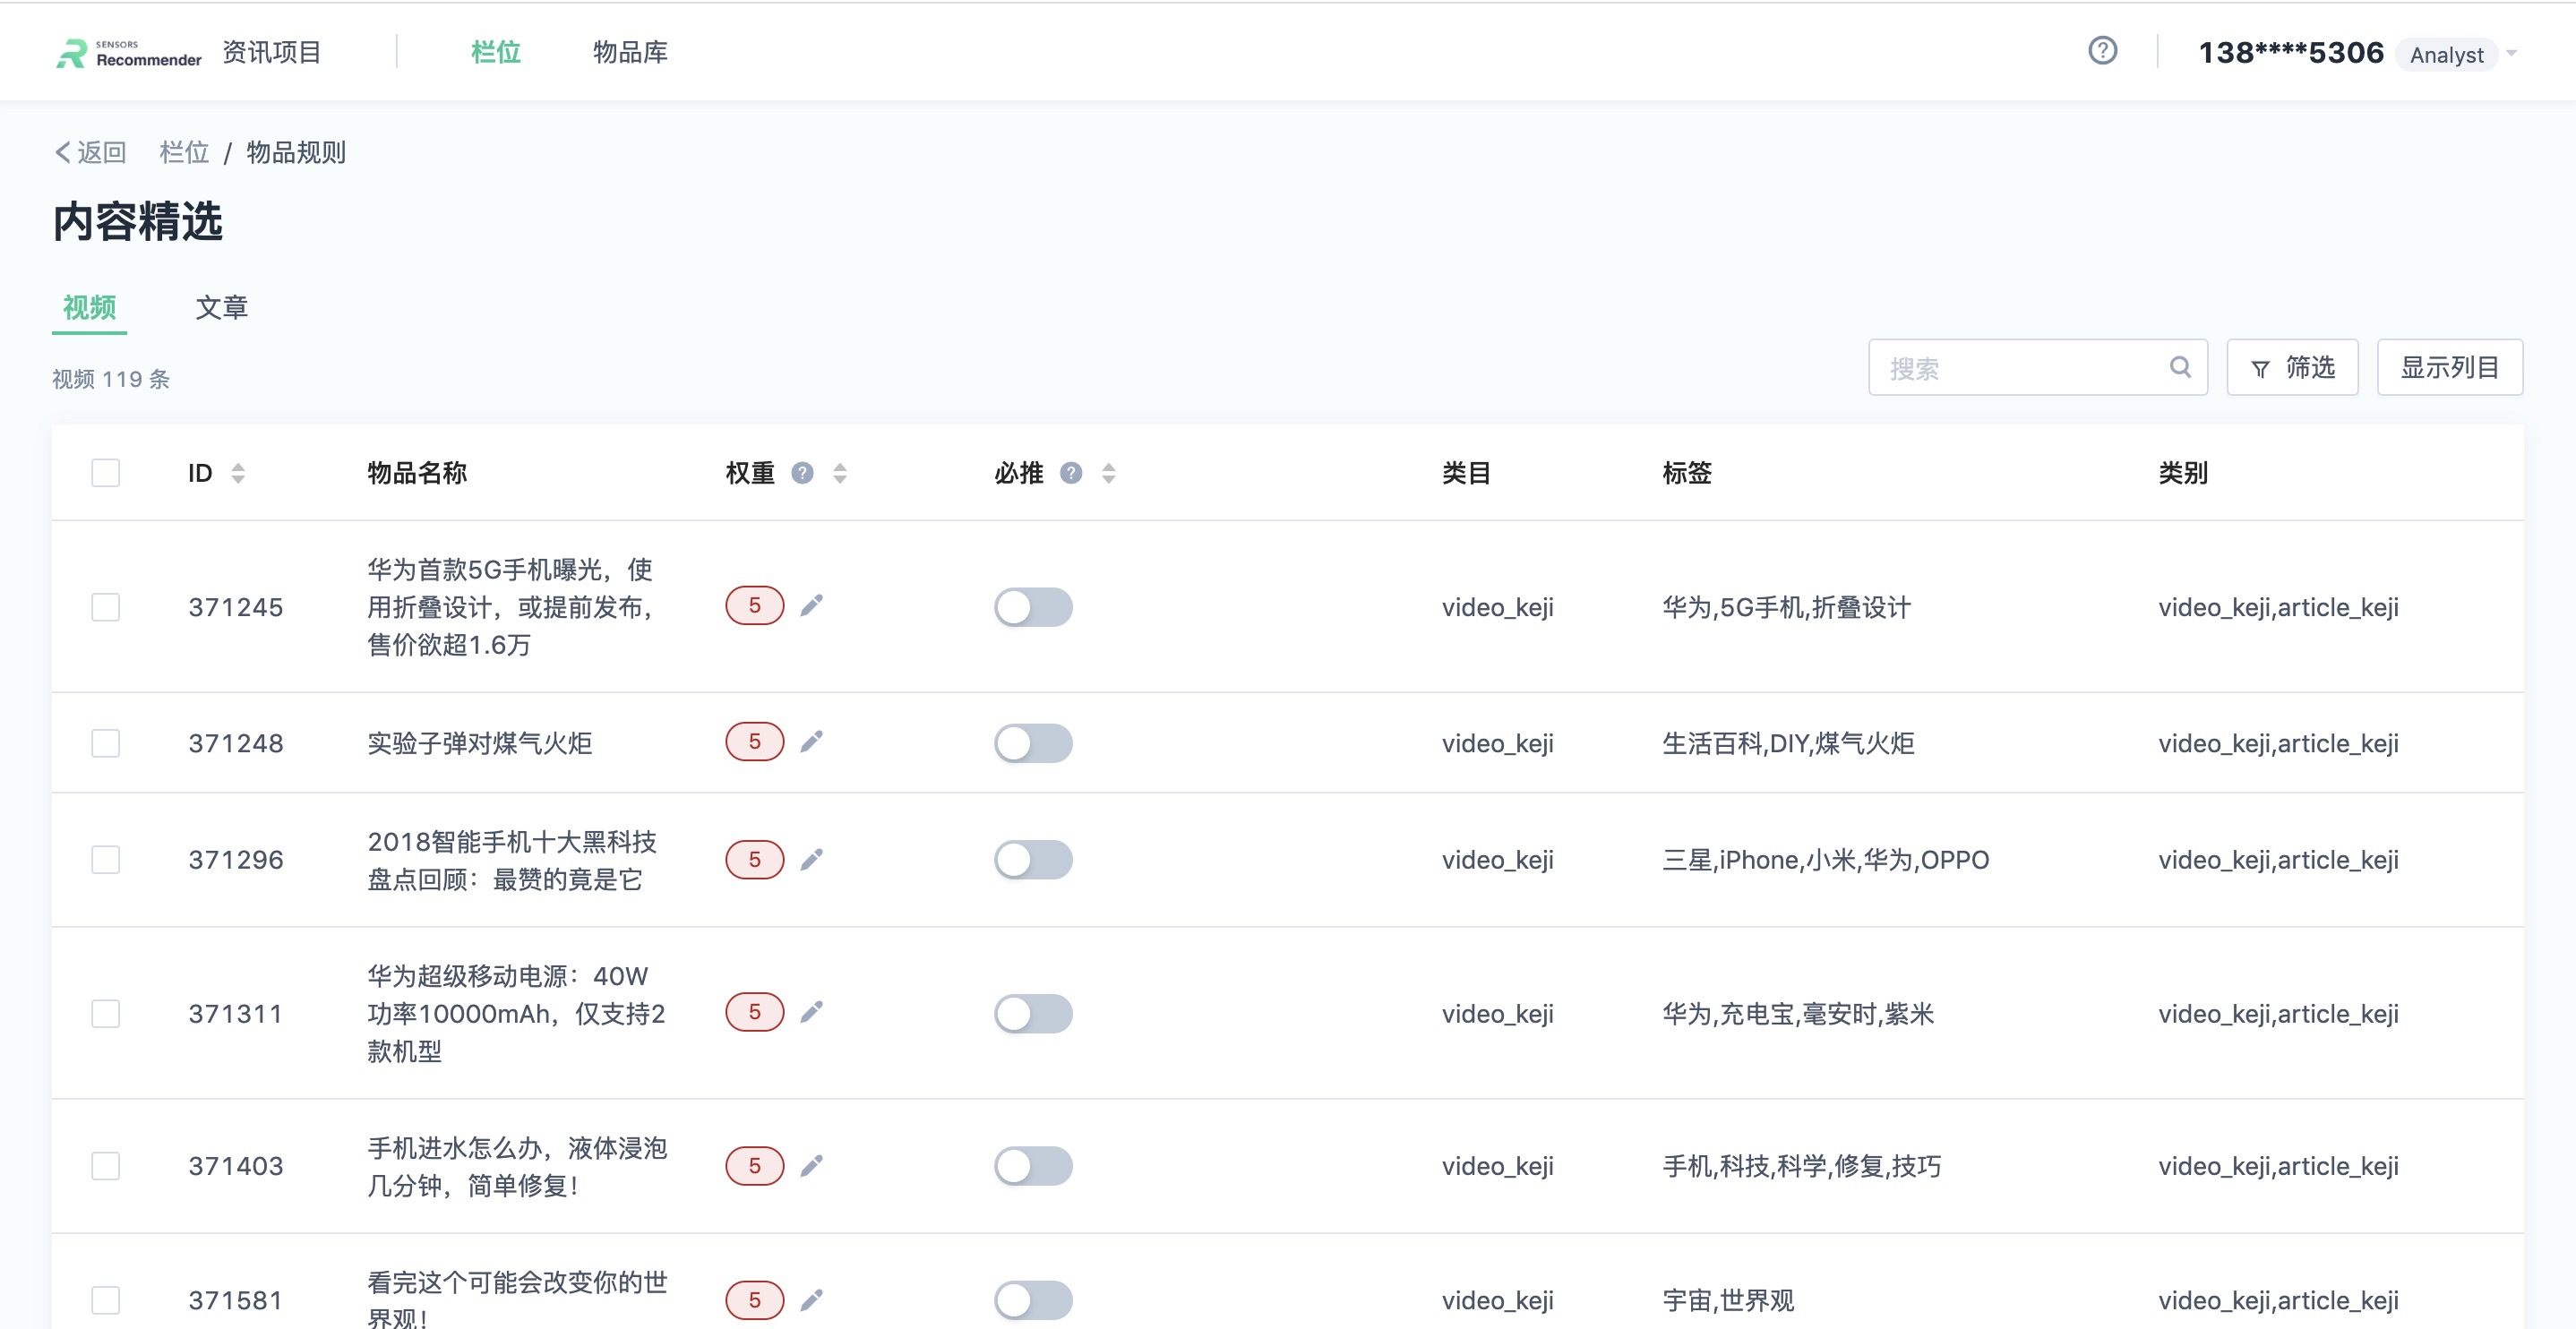 SENSORS
Recommender 资讯项目 栏位 物品库 138****5306 Analyst
返回 栏位 / 物品规则
内容精选
视频 文章
视频 119 条 搜索 筛选 显示列目
ID 物品名称 权重 ? 必推 ? 类目 标签 类别
华为首款5G手机曝光，使
371245 用折叠设计，或提前发布， 5 video_keji 华为,5G手机,折叠设计 video_keji,article_keji
售价欲超1.6万
371248 实验子弹对煤气火炬 5 video_keji 生活百科,DIY,煤气火炬 video_keji,article_keji
2018智能手机十大黑科技
371296 盘点回顾：最赞的竟是它 5 video_keji 三星,iPhone,小米,华为,OPPO video_keji,article_keji
华为超级移动电源：40W
371311 功率10000mAh，仅支持2 5 video_keji 华为,充电宝,毫安时,紫米 video_keji,article_keji
款机型
手机进水怎么办，液体浸泡
371403 几分钟，简单修复！ 5 video_keji 手机,科技,科学,修复,技巧 video_keji,article_keji
看完这个可能会改变你的世
371581 界观！ 5 video_keji 宇宙,世界观 video_keji,article_keji